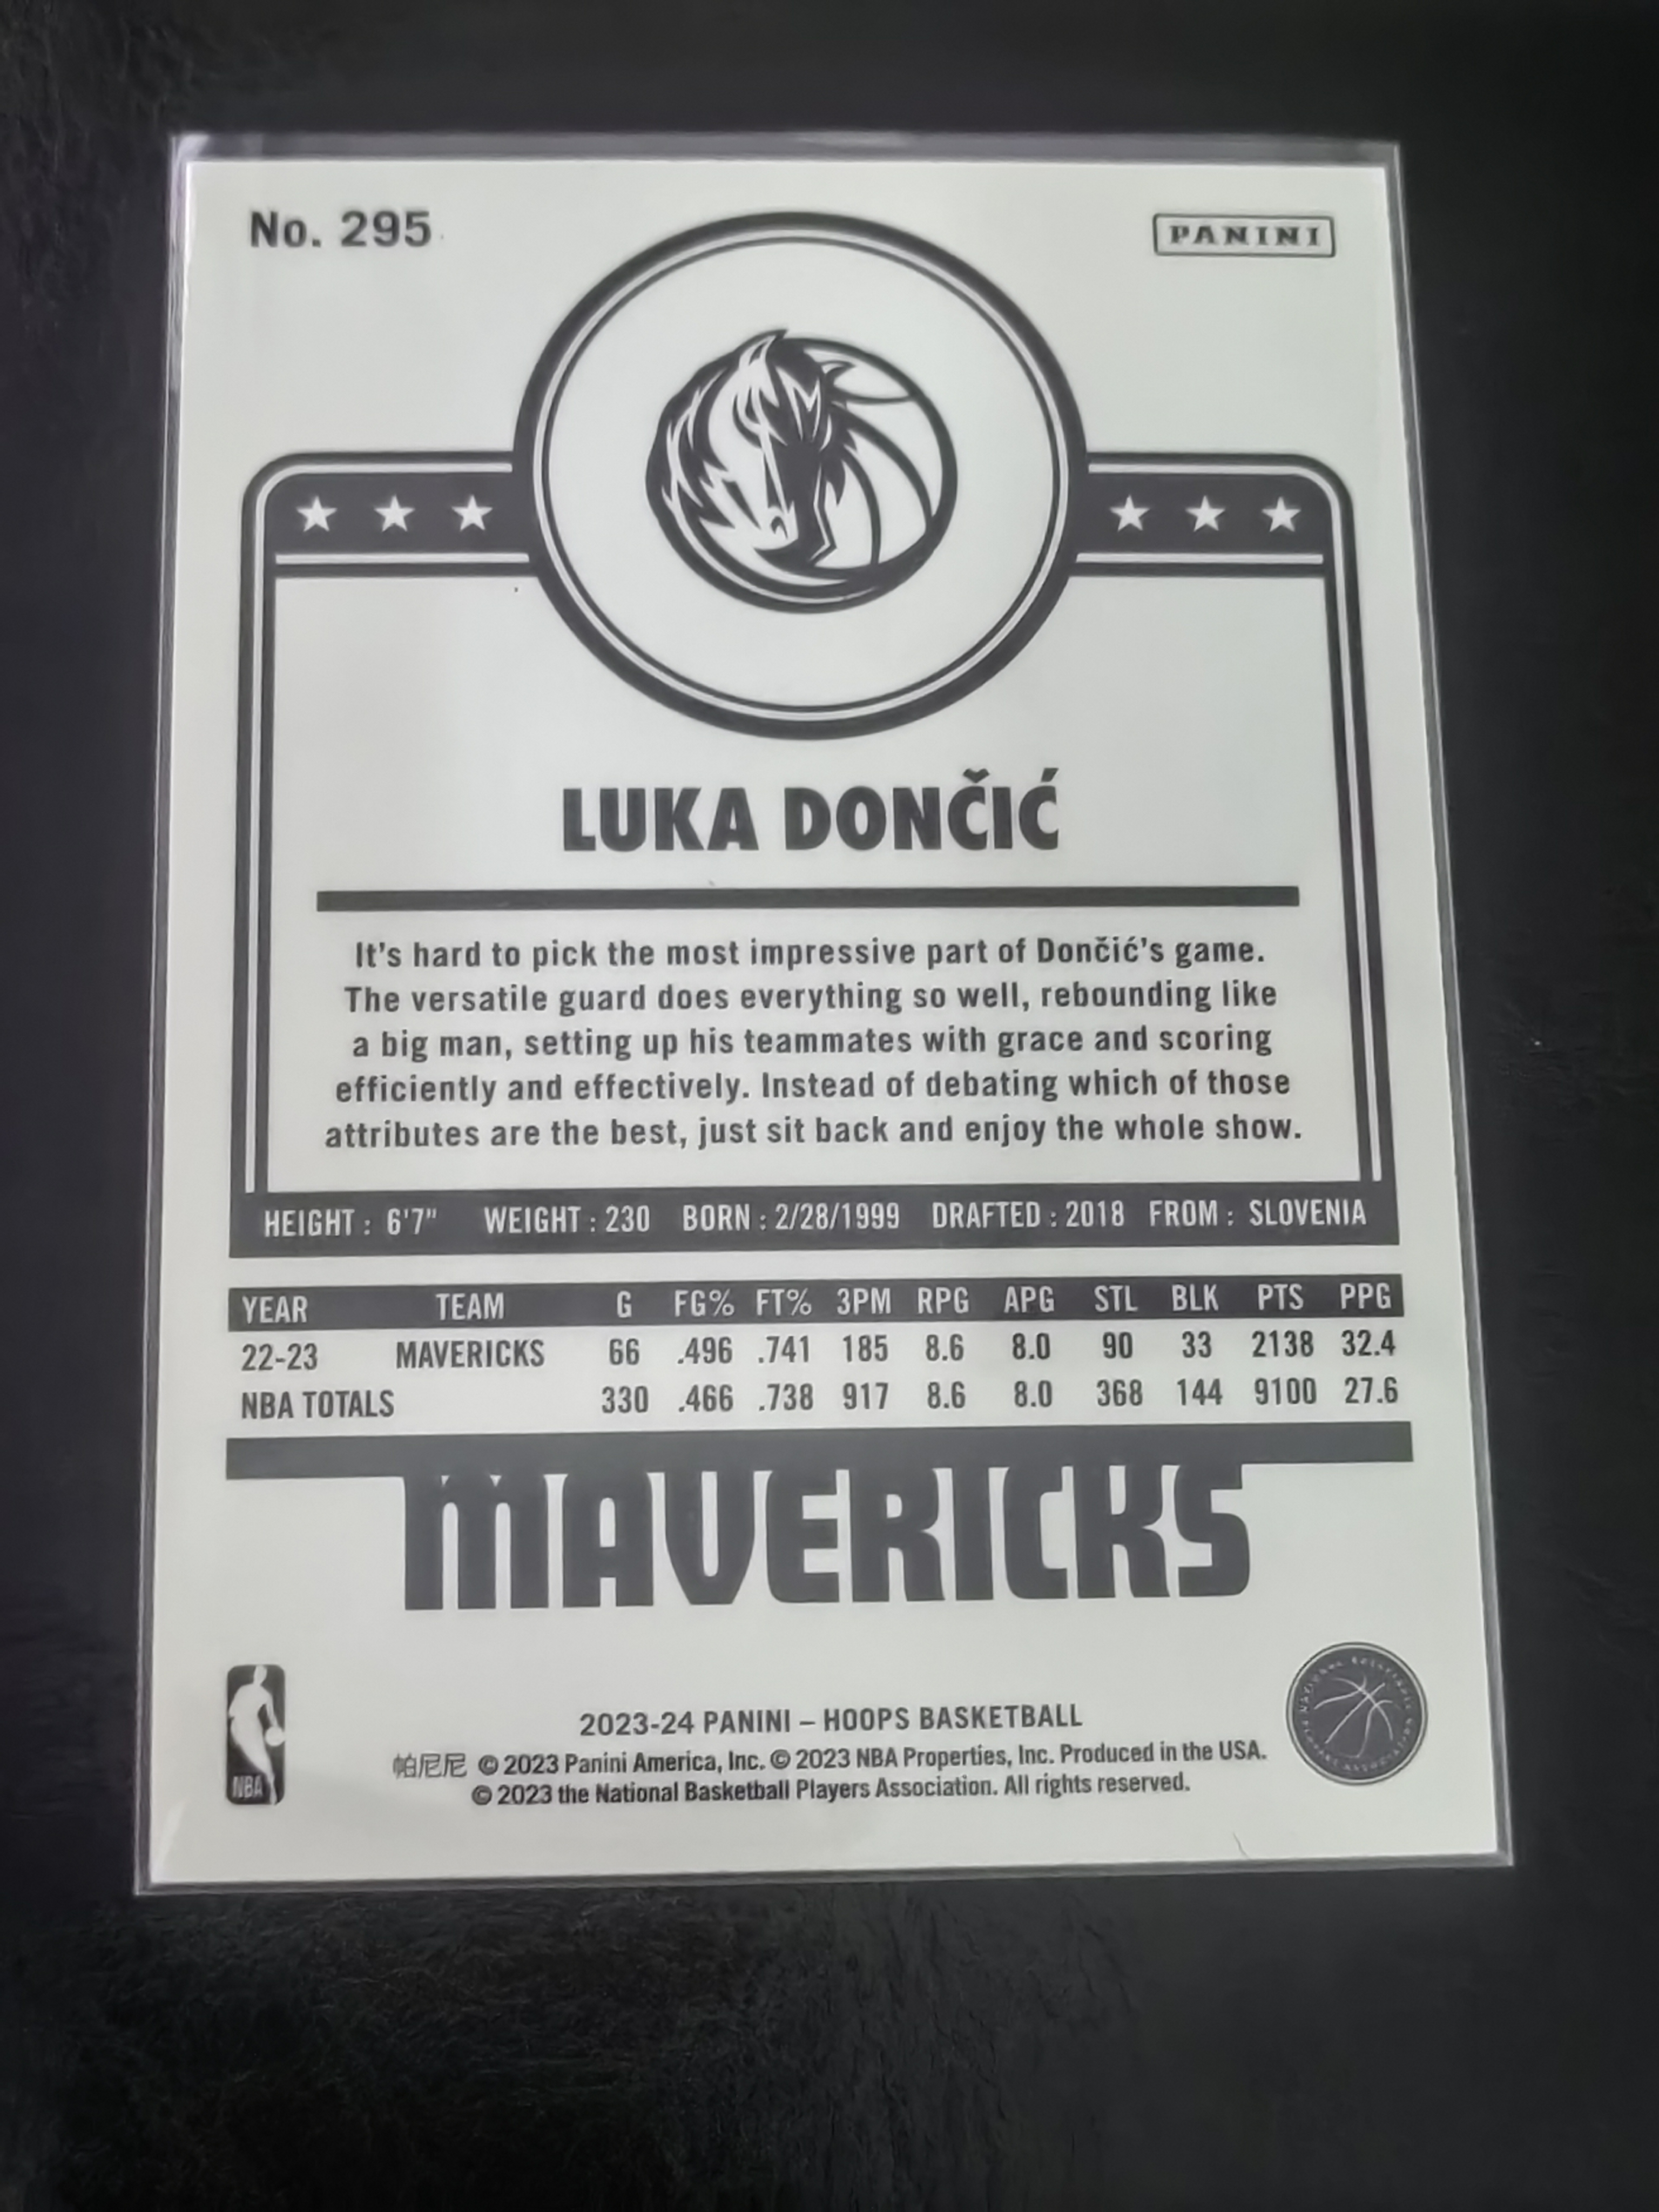 No. 295
PANINI
LUKA DONČIĆ
It's hard to pick the most impressive part of Dončić's game.
The versatile guard does everything so well, rebounding like
a big man, setting up his teammates with grace and scoring
efficiently and effectively. Instead of debating which of those
attributes are the best, just sit back and enjoy the whole show.
HEIGHT : 6'7" WEIGHT : 230 BORN : 2/28/1999 DRAFTED : 2018 FROM : SLOVENIA
YEAR TEAM G FG% FT% 3PM RPG APG STL BLK PTS PPG
22-23 MAVERICKS 66 .496 .741 185 8.6 8.0 90 33 2138 32.4
NBA TOTALS 330 .466 .738 917 8.6 8.0 368 144 9100 27.6
MAVERICKS
NBA
2023-24 PANINI – HOOPS BASKETBALL
帕尼尼 © 2023 Panini America, Inc. © 2023 NBA Properties, Inc. Produced in the USA.
© 2023 the National Basketball Players Association. All rights reserved.